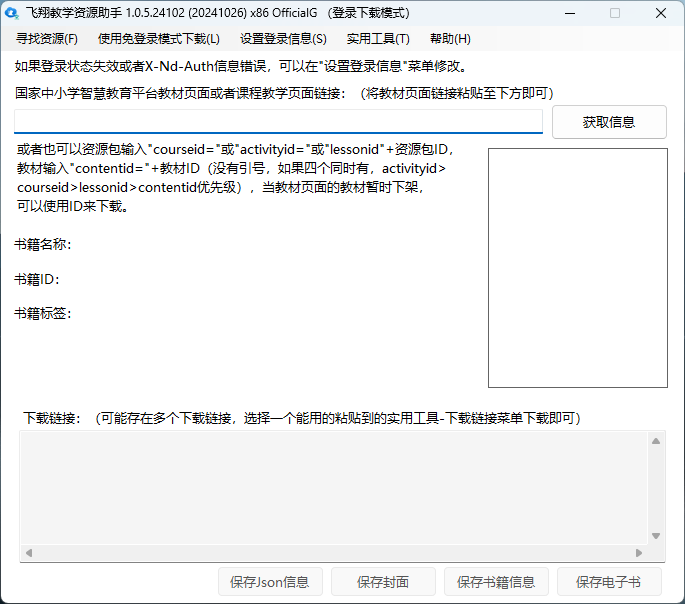 飞翔教学资源助手 1.0.5.24102 (20241026) x86 OfficialG （登录下载模式）
寻找资源(F) 使用免登录模式下载(L) 设置登录信息(S) 实用工具(T) 帮助(H)
如果登录状态失效或者X-Nd-Auth信息错误，可以在"设置登录信息"菜单修改。
国家中小学智慧教育平台教材页面或者课程教学页面链接：（将教材页面链接粘贴至下方即可）
获取信息
或者也可以资源包输入"courseid="或"activityid="或"lessonid"+资源包ID，
教材输入"contentid="+教材ID（没有引号，如果四个同时有，activityid>
courseid>lessonid>contentid优先级），当教材页面的教材暂时下架，
可以使用ID来下载。
书籍名称：
书籍ID：
书籍标签：
下载链接：（可能存在多个下载链接，选择一个能用的粘贴到的实用工具-下载链接菜单下载即可）
保存Json信息 保存封面 保存书籍信息 保存电子书